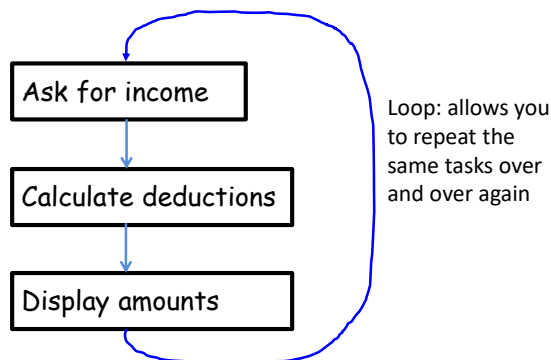 Ask for income
Calculate deductions
Display amounts
Loop: allows you
to repeat the
same tasks over
and over again